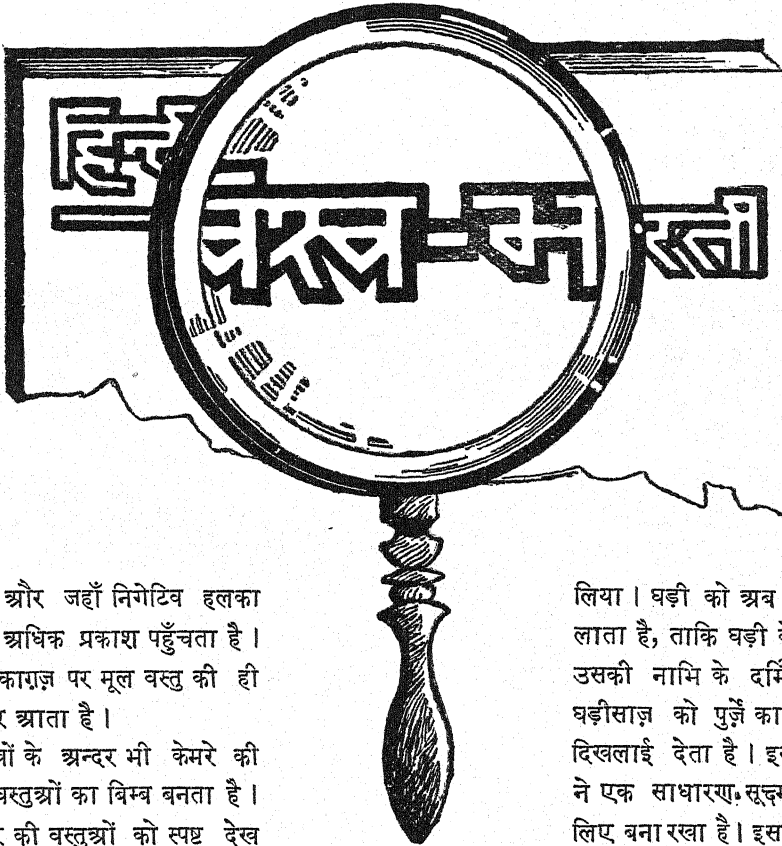 हिन्दी
विश्व-भारती
और जहाँ निगेटिव हलका
अधिक प्रकाश पहुँचता है।
काग़ज़ पर मूल वस्तु की ही
आता है।
के अन्दर भी केमरे की
वस्तुओं का बिम्ब बनता है।
की वस्तुओं को स्पष्ट देख
लिया। घड़ी को अब
लाता है, ताकि घड़ी
उसकी नाभि के
घड़ीसाज़ को पुर्ज़े का
दिखलाई देता है।
ने एक साधारण सूक्ष्म
लिए बना रखा है। इस